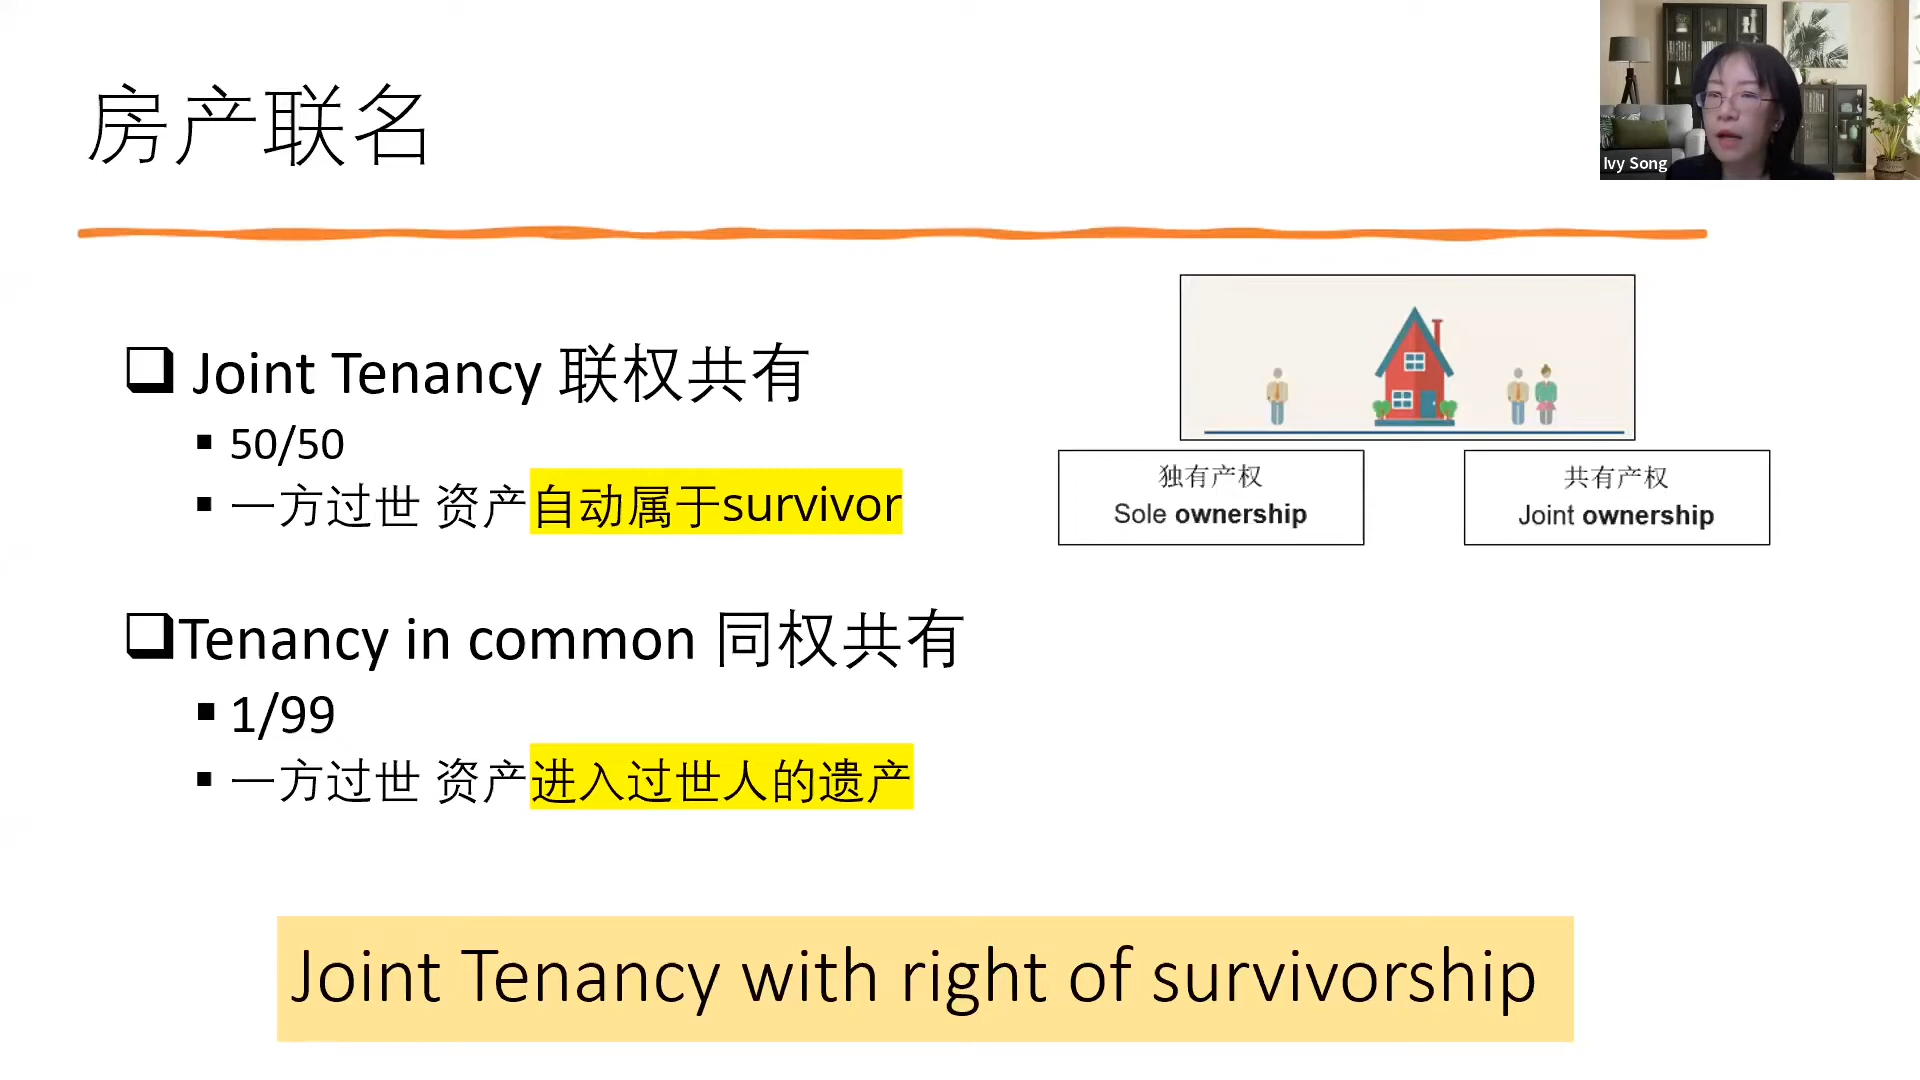 房产联名
Ivy Song
Joint Tenancy 联权共有
50/50
一方过世 资产自动属于survivor
独有产权
Sole ownership
共有产权
Joint ownership
Tenancy in common 同权共有
1/99
一方过世 资产进入过世人的遗产
Joint Tenancy with right of survivorship